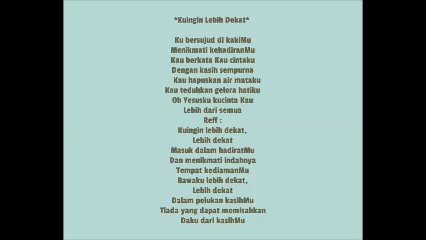 *Kuingin Lebih Dekat*
Ku bersujud di kakiMu
Menikmati kehadiranMu
Kau berkata Kau cintaku
Dengan kasih sempurna
Kau hapuskan air mataku
Kau teduhkan gelora hatiku
Oh Yesusku kucinta Kau
Lebih dari semua
Reff :
Kuingin lebih dekat,
Lebih dekat
Masuk dalam hadiratMu
Dan menikmati indahnya
Tempat kediamanMu
Bawaku lebih dekat,
Lebih dekat
Dalam pelukan kasihMu
Tiada yang dapat memisahkan
Daku dari kasihMu